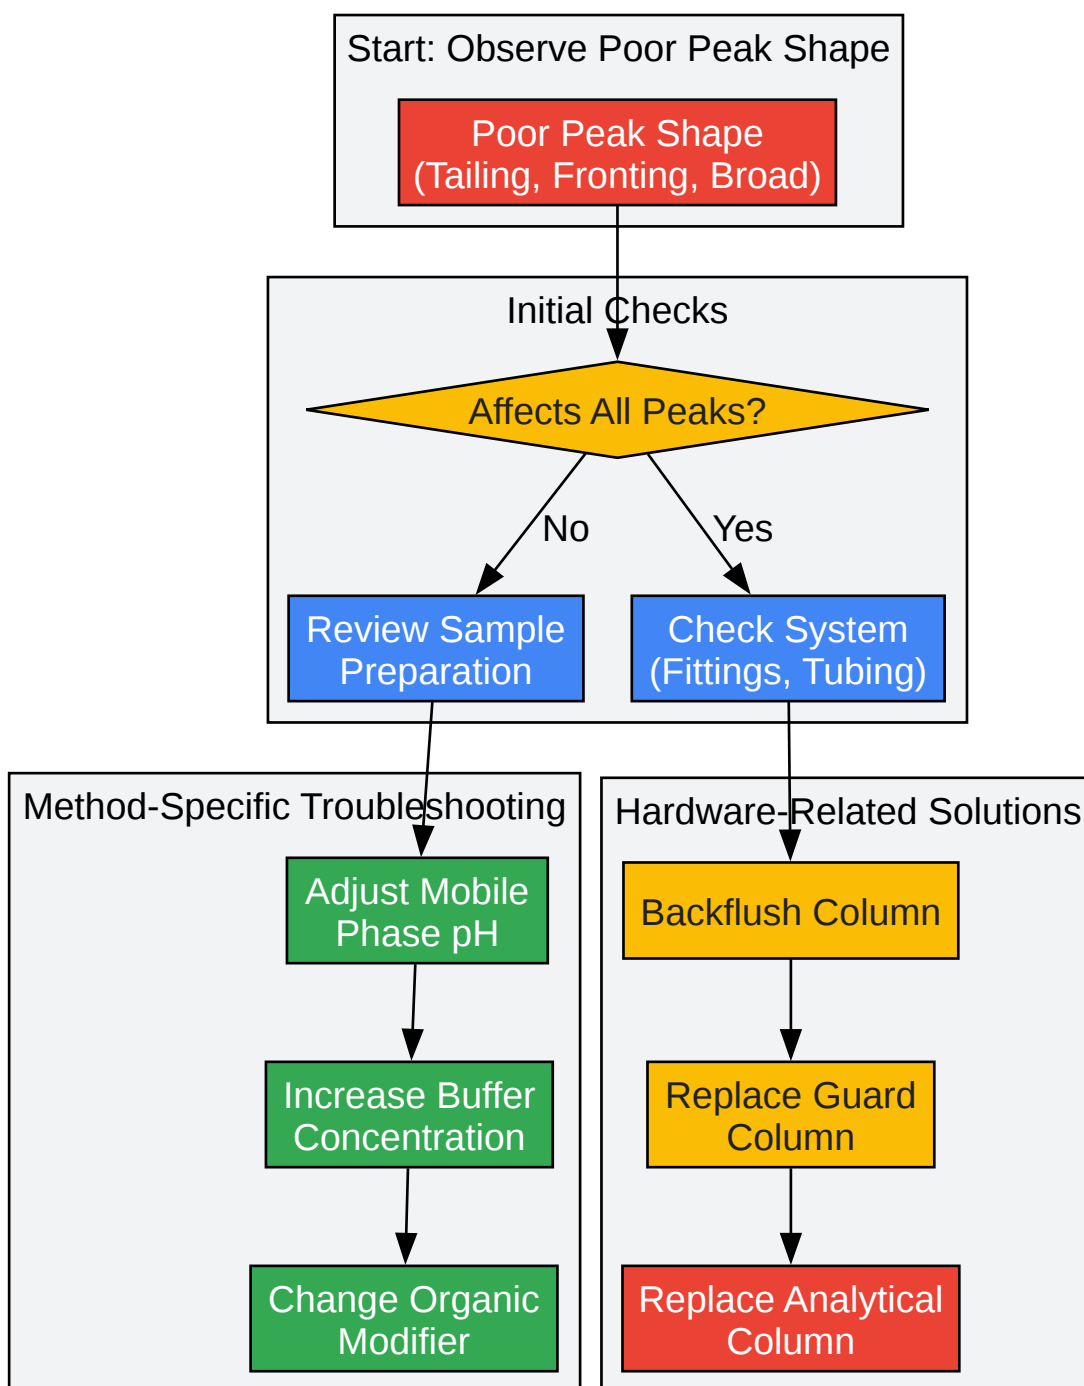 Start: Observe Poor Peak Shape
Poor Peak Shape
(Tailing, Fronting, Broad)
Initial Checks
Affects All Peaks?
No
Yes
Review Sample
Preparation
Check System
(Fittings, Tubing)
Method-Specific Troubleshooting
Adjust Mobile
Phase pH
Increase Buffer
Concentration
Change Organic
Modifier
Hardware-Related Solutions
Backflush Column
Replace Guard
Column
Replace Analytical
Column